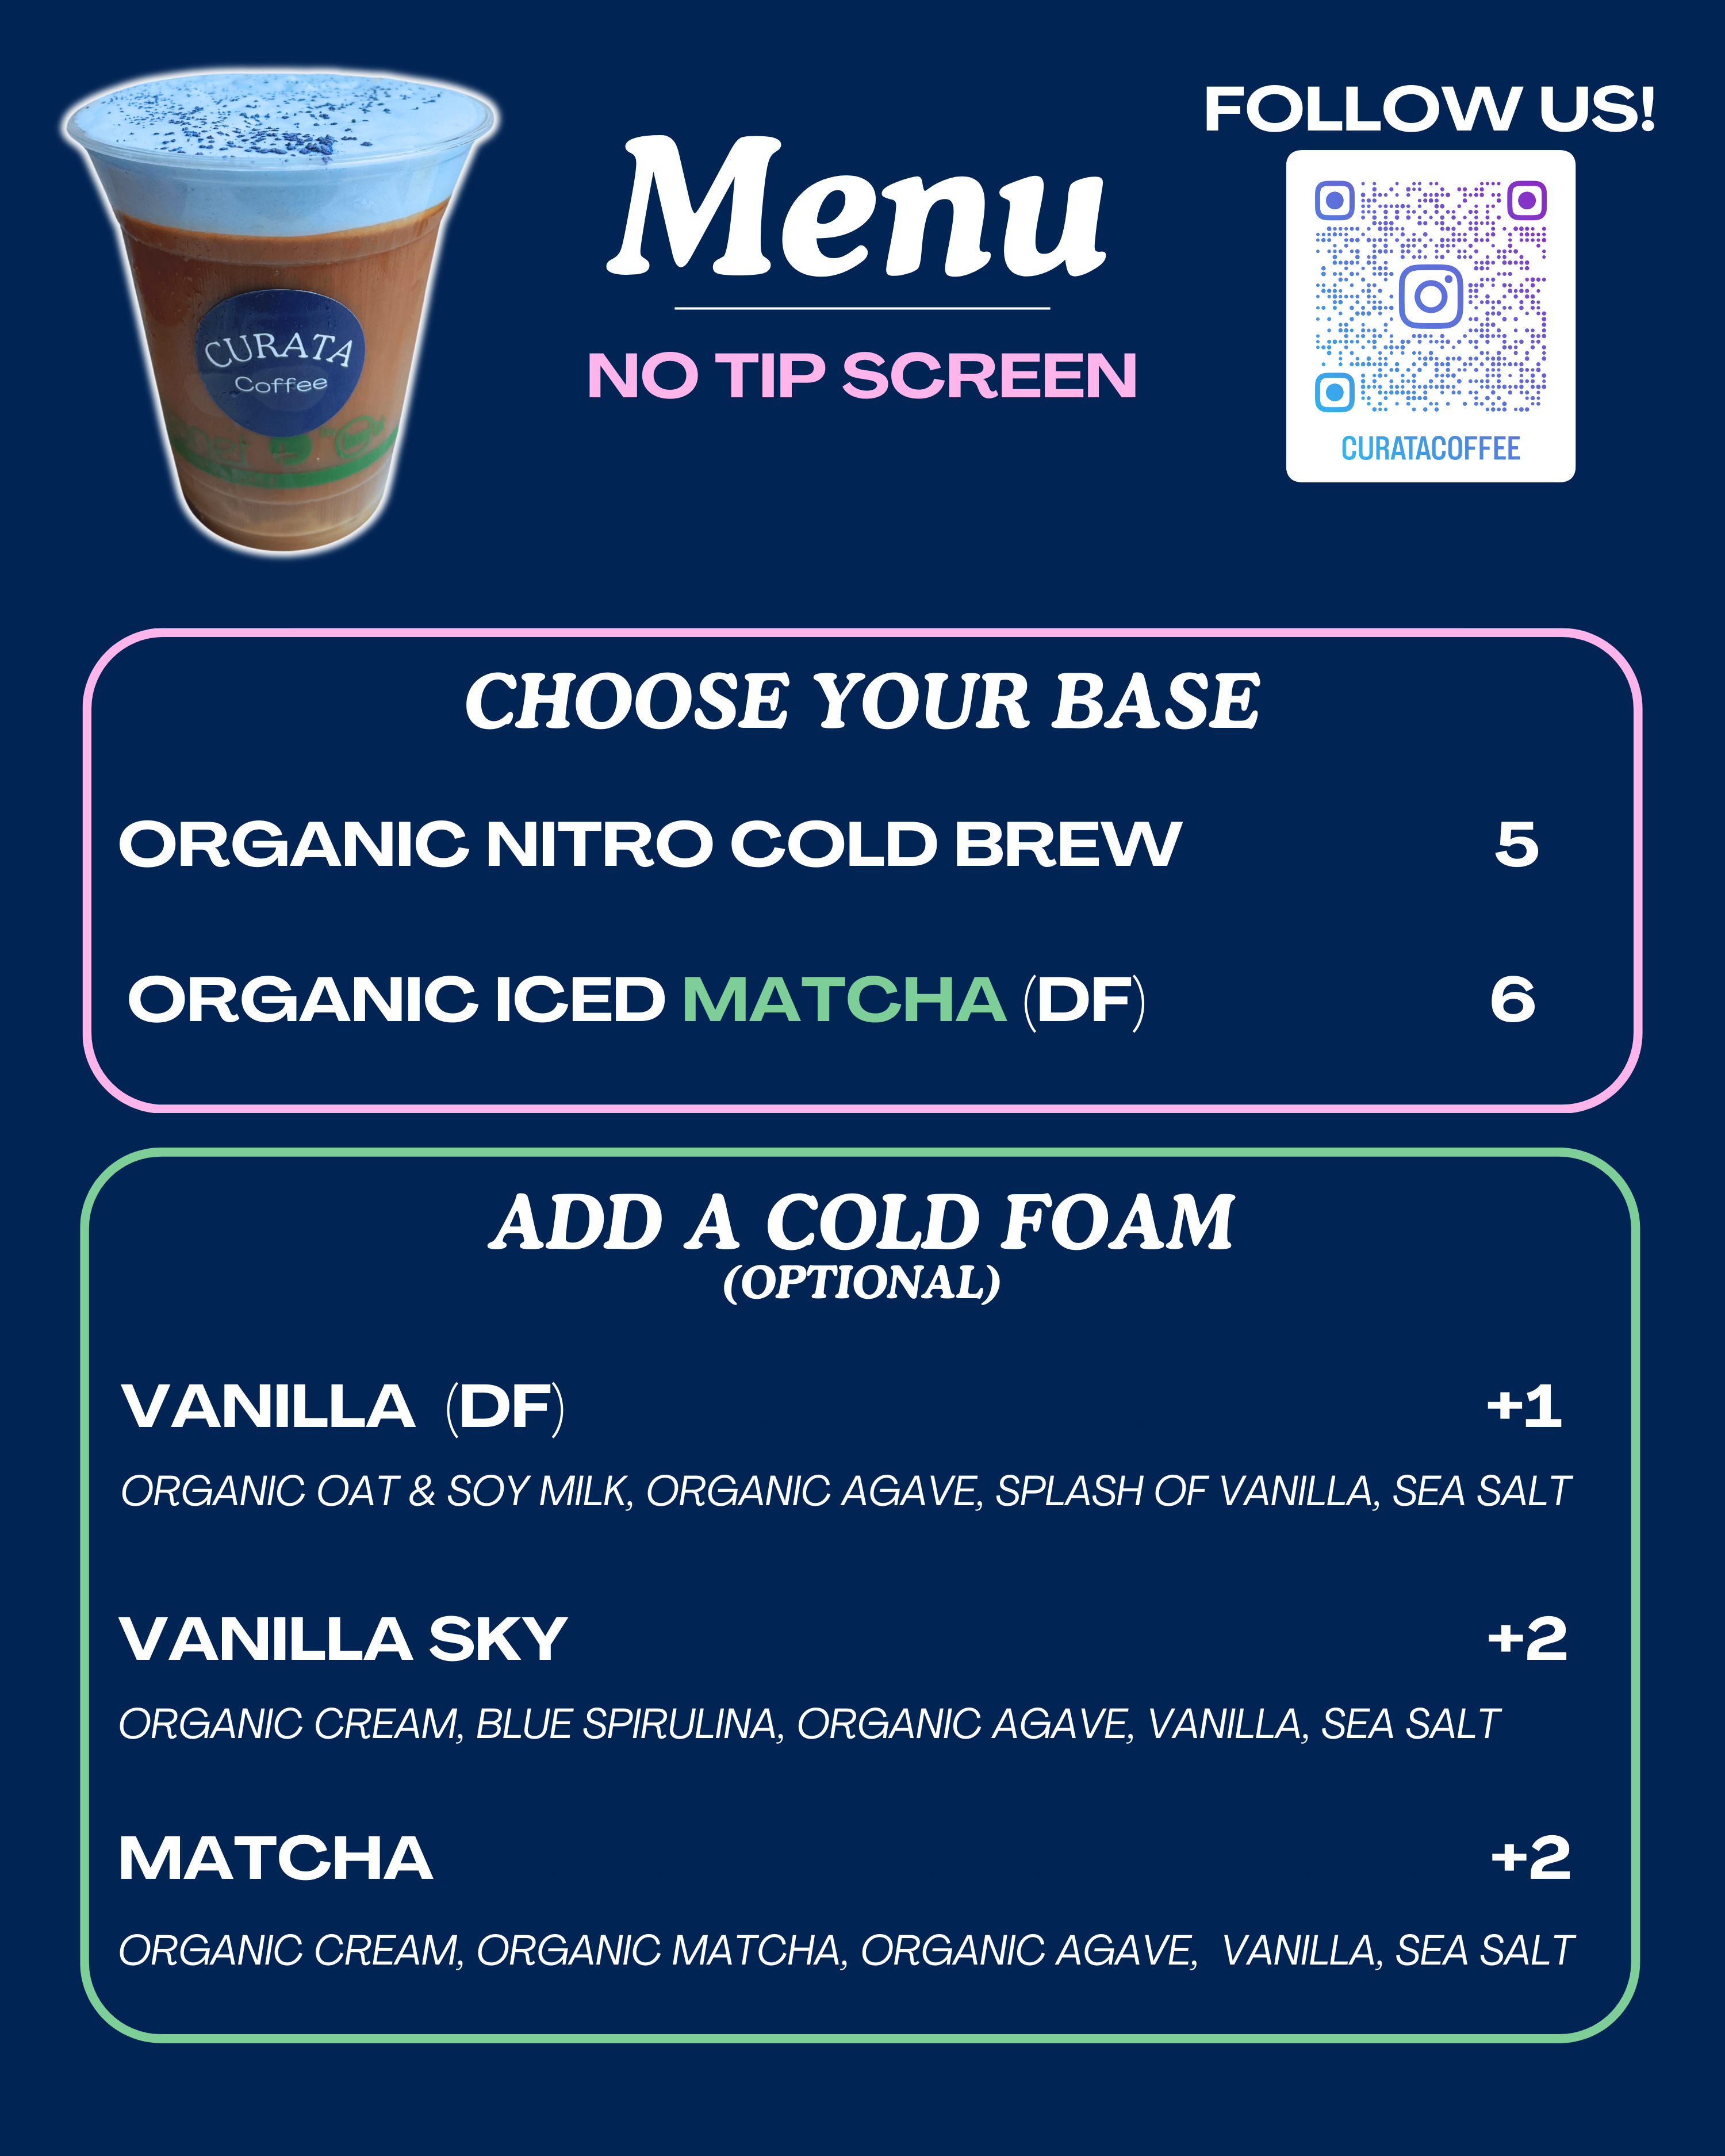 Menu
NO TIP SCREEN
FOLLOW US!
CURATACOFFEE
CURATA
Coffee
CHOOSE YOUR BASE
ORGANIC NITRO COLD BREW 5
ORGANIC ICED MATCHA (DF) 6
ADD A COLD FOAM
(OPTIONAL)
VANILLA (DF) +1
ORGANIC OAT & SOY MILK, ORGANIC AGAVE, SPLASH OF VANILLA, SEA SALT
VANILLA SKY +2
ORGANIC CREAM, BLUE SPIRULINA, ORGANIC AGAVE, VANILLA, SEA SALT
MATCHA +2
ORGANIC CREAM, ORGANIC MATCHA, ORGANIC AGAVE, VANILLA, SEA SALT